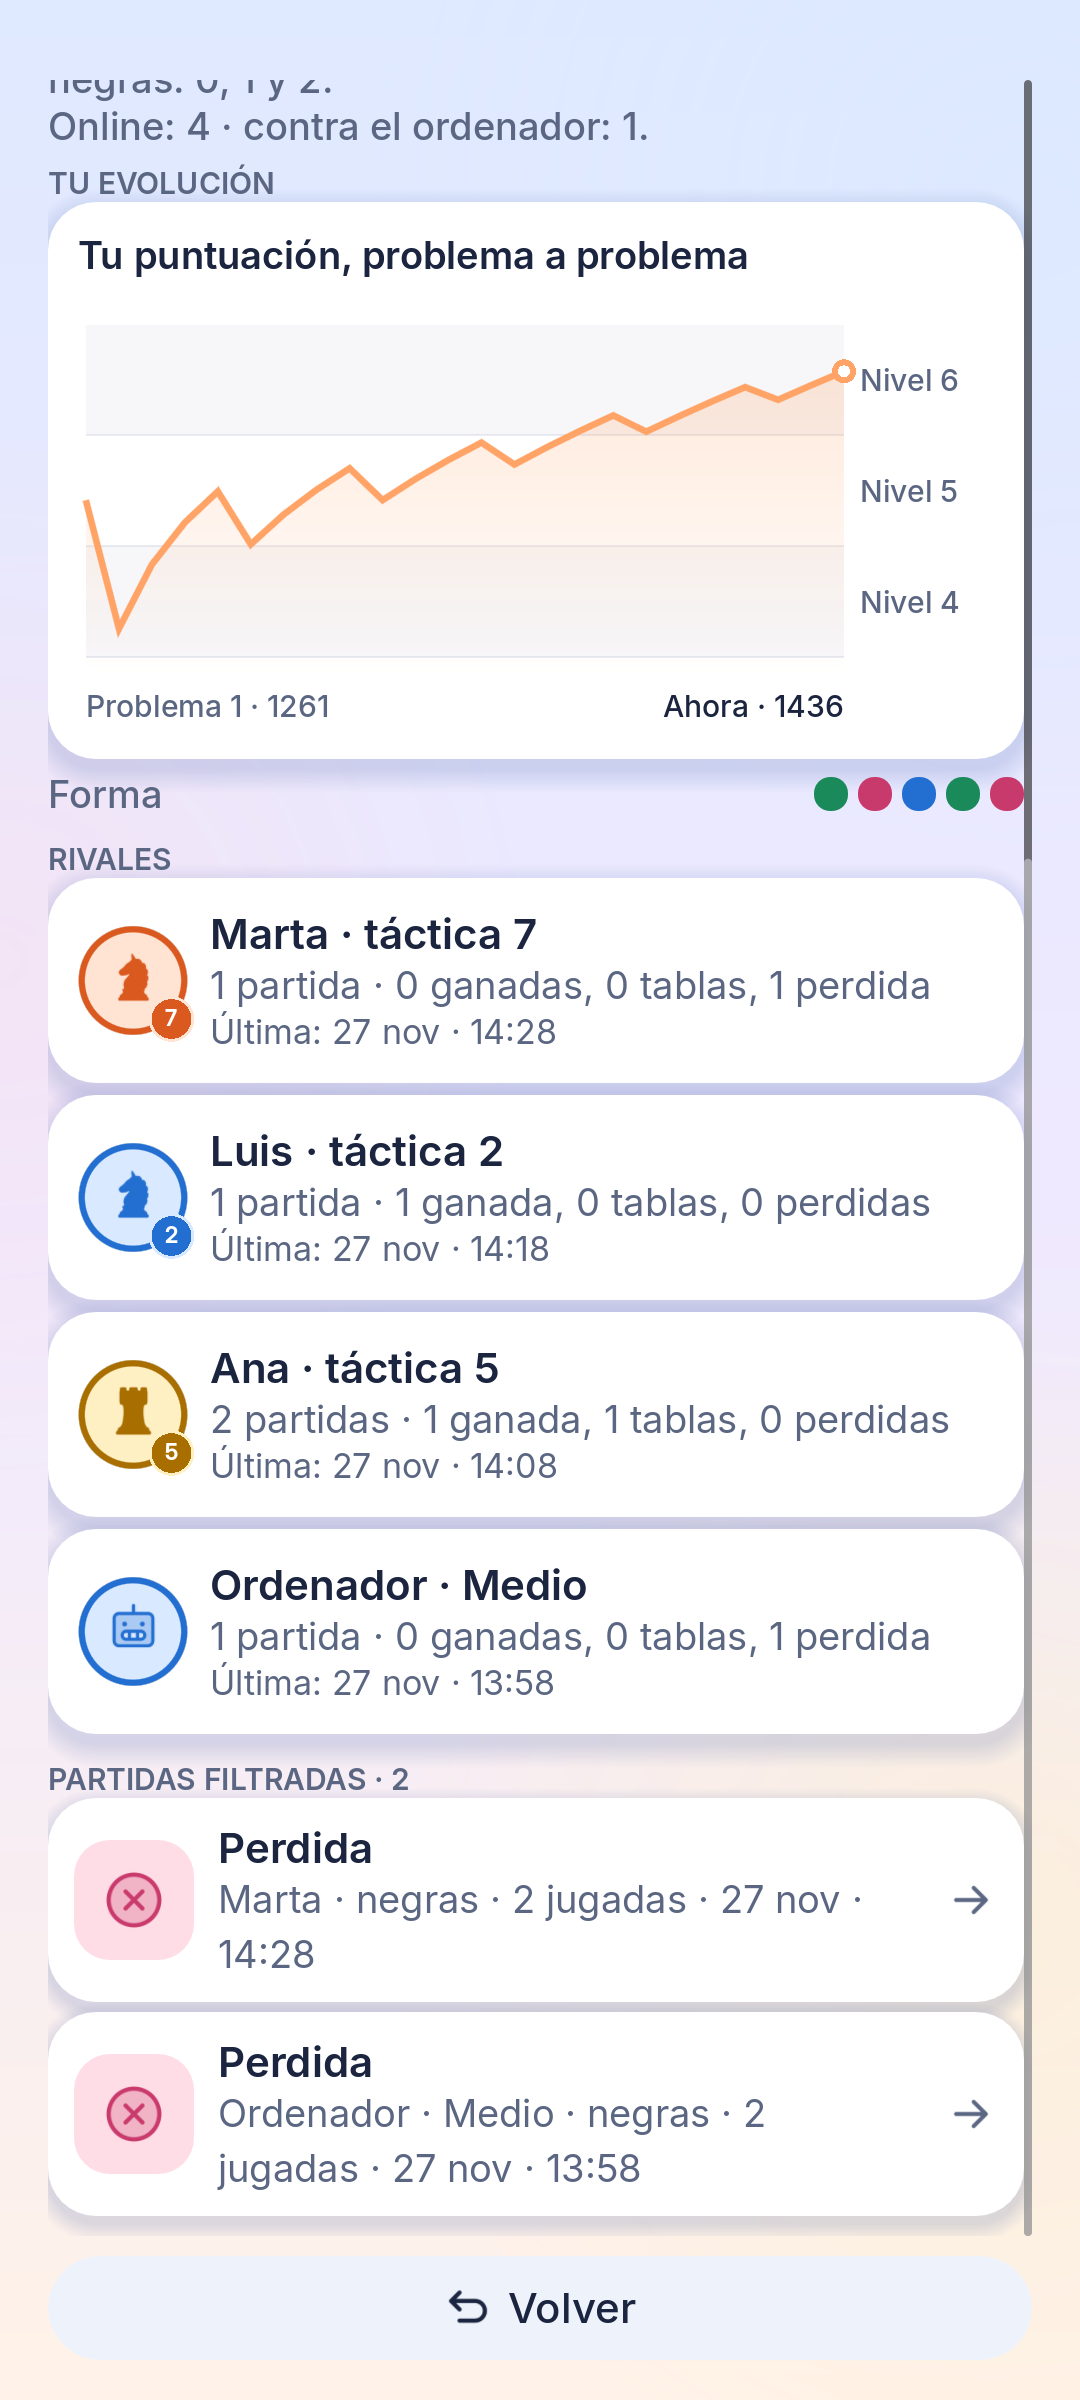 negras: 0, 1 y 2.
Online: 4 · contra el ordenador: 1.
TU EVOLUCIÓN
Tu puntuación, problema a problema
Nivel 6
Nivel 5
Nivel 4
Problema 1 · 1261
Ahora · 1436
Forma
RIVALES
Marta · táctica 7
1 partida · 0 ganadas, 0 tablas, 1 perdida
7
Última: 27 nov · 14:28
Luis · táctica 2
1 partida · 1 ganada, 0 tablas, 0 perdidas
2
Última: 27 nov · 14:18
Ana · táctica 5
2 partidas · 1 ganada, 1 tablas, 0 perdidas
5
Última: 27 nov · 14:08
Ordenador · Medio
1 partida · 0 ganadas, 0 tablas, 1 perdida
Última: 27 nov · 13:58
PARTIDAS FILTRADAS · 2
Perdida
Marta · negras · 2 jugadas · 27 nov ·
14:28
Perdida
Ordenador · Medio · negras · 2
jugadas · 27 nov · 13:58
Volver